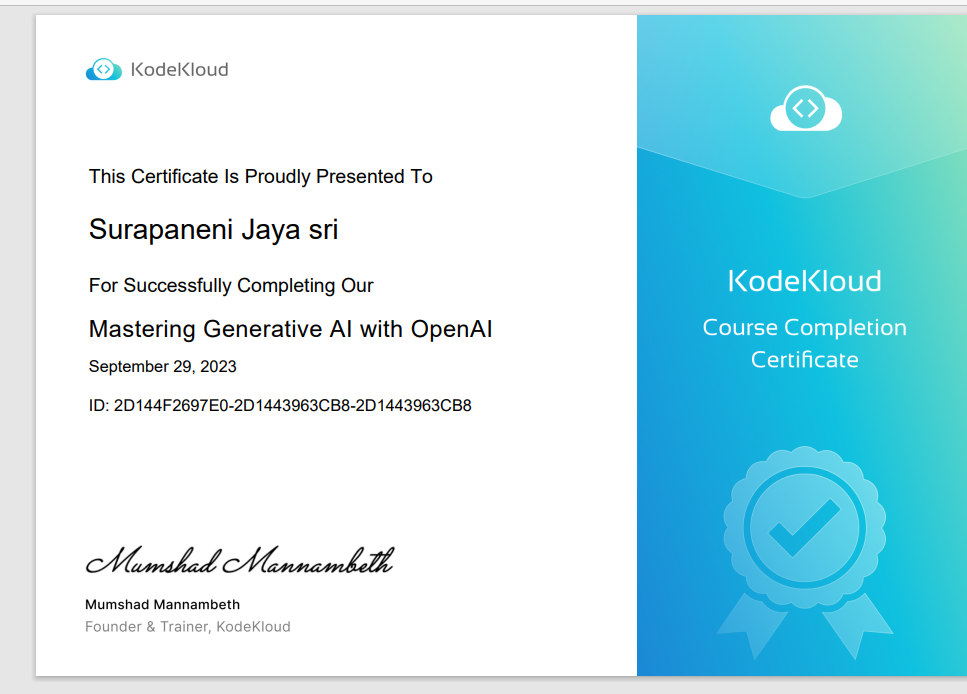 KodeKloud
This Certificate Is Proudly Presented To
Surapaneni Jaya sri
For Successfully Completing Our
Mastering Generative AI with OpenAI
September 29, 2023
ID: 2D144F2697E0-2D1443963CB8-2D1443963CB8
Mumshad Mannambeth
Mumshad Mannambeth
Founder & Trainer, KodeKloud
KodeKloud
Course Completion
Certificate